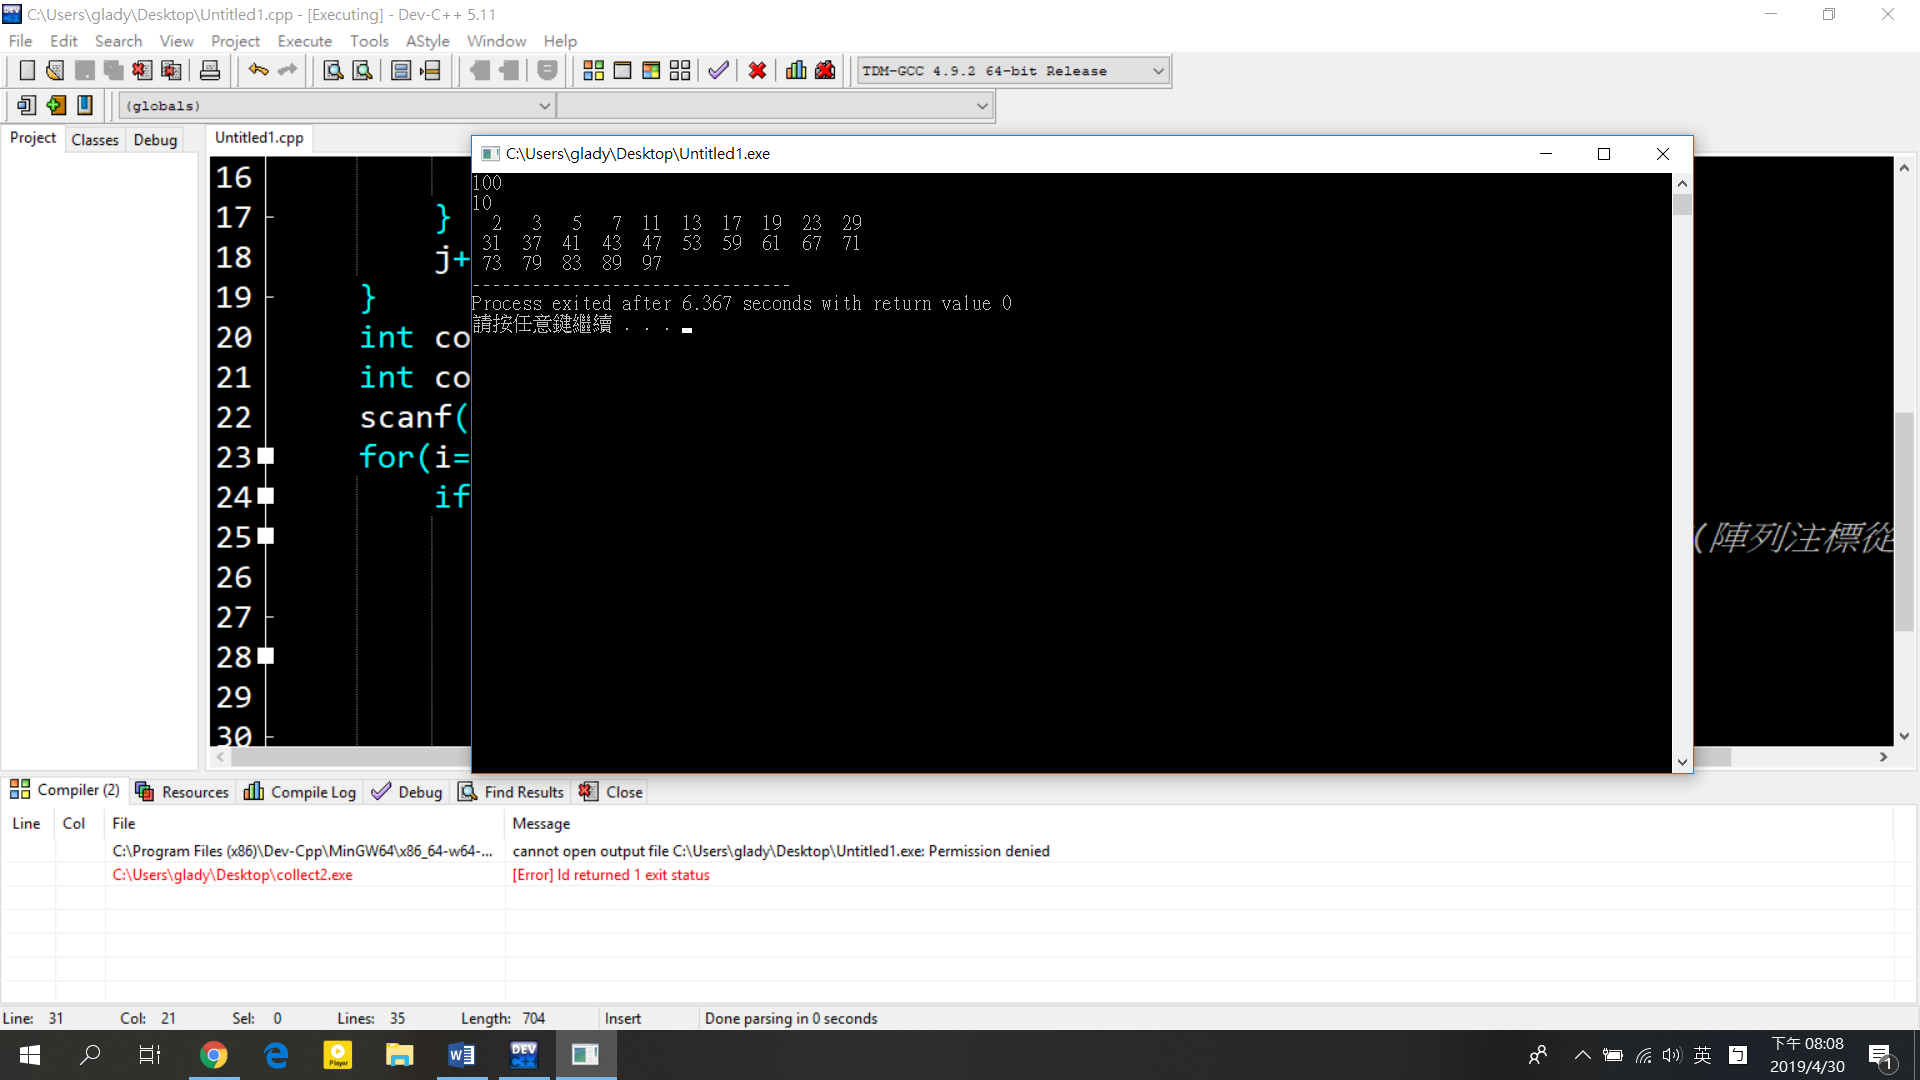 C:\Users\glady\Desktop\Untitled1.cpp - [Executing] - Dev-C++ 5.11
File Edit Search View Project Execute Tools AStyle Window Help
TDM-GCC 4.9.2 64-bit Release
(globals)
Project Classes Debug
Untitled1.cpp
C:\Users\glady\Desktop\Untitled1.exe
16
17 }
18 j+
19 }
20 int co
21 int co
22 scanf(
23 for(i=
24 if
25 (陣列注標從
26
27
28
29
30
100
10
2 3 5 7 11 13 17 19 23 29
31 37 41 43 47 53 59 61 67 71
73 79 83 89 97
--------------------------------
Process exited after 6.367 seconds with return value 0
請按任意鍵繼續 . . .
Compiler (2) Resources Compile Log Debug Find Results Close
Line Col File Message
C:\Program Files (x86)\Dev-Cpp\MinGW64\x86_64-w64-... cannot open output file C:\Users\glady\Desktop\Untitled1.exe: Permission denied
C:\Users\glady\Desktop\collect2.exe [Error] ld returned 1 exit status
Line: 31 Col: 21 Sel: 0 Lines: 35 Length: 704 Insert Done parsing in 0 seconds
DEV C++
Player
英
下午 08:08
2019/4/30
1